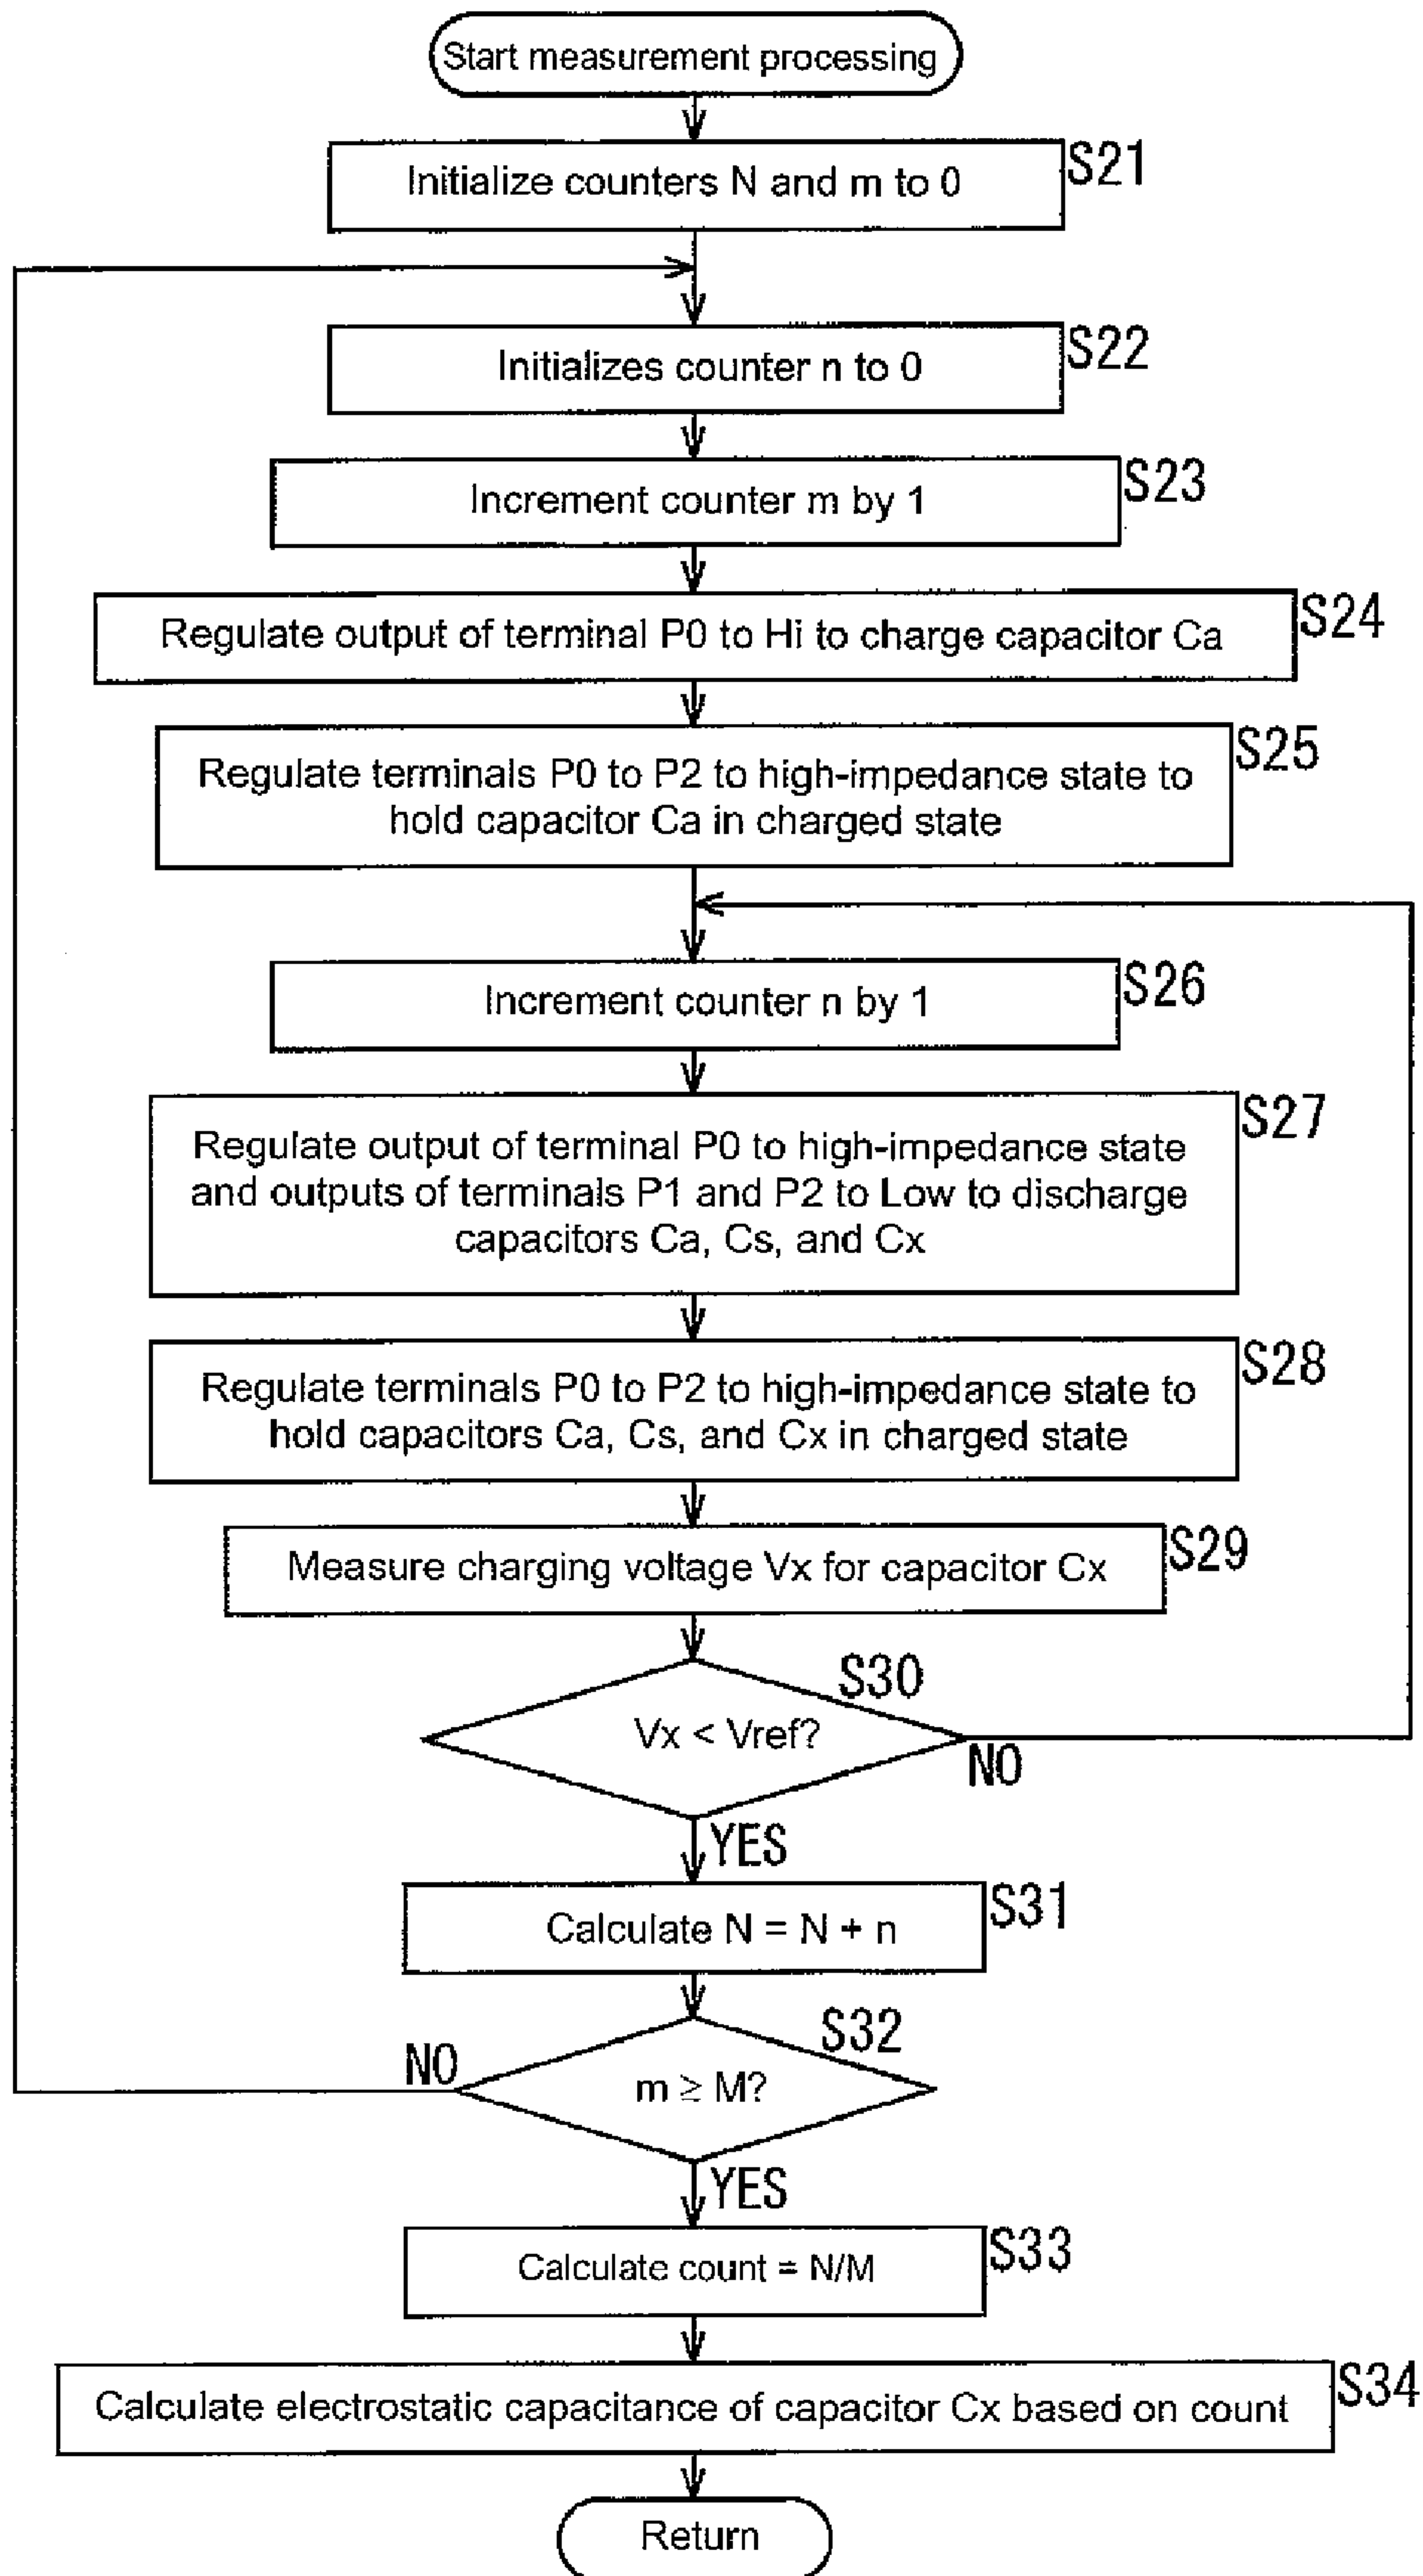 Start measurement processing
S21
Initialize counters N and m to 0
S22
Initializes counter n to 0
S23
Increment counter m by 1
S24
Regulate output of terminal P0 to Hi to charge capacitor Ca
S25
Regulate terminals P0 to P2 to high-impedance state to
hold capacitor Ca in charged state
S26
Increment counter n by 1
S27
Regulate output of terminal P0 to high-impedance state
and outputs of terminals P1 and P2 to Low to discharge
capacitors Ca, Cs, and Cx
S28
Regulate terminals P0 to P2 to high-impedance state to
hold capacitors Ca, Cs, and Cx in charged state
S29
Measure charging voltage Vx for capacitor Cx
S30
Vx < Vref?
NO
YES
S31
Calculate N = N + n
S32
NO
m ≥ M?
YES
S33
Calculate count = N/M
S34
Calculate electrostatic capacitance of capacitor Cx based on count
Return